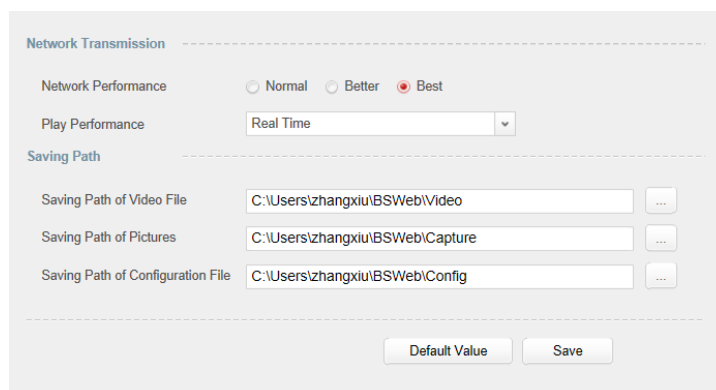 Network Transmission
Network Performance Normal Better Best
Play Performance Real Time
Saving Path
Saving Path of Video File C:\Users\zhangxiu\BSWeb\Video ...
Saving Path of Pictures C:\Users\zhangxiu\BSWeb\Capture ...
Saving Path of Configuration File C:\Users\zhangxiu\BSWeb\Config ...
Default Value Save